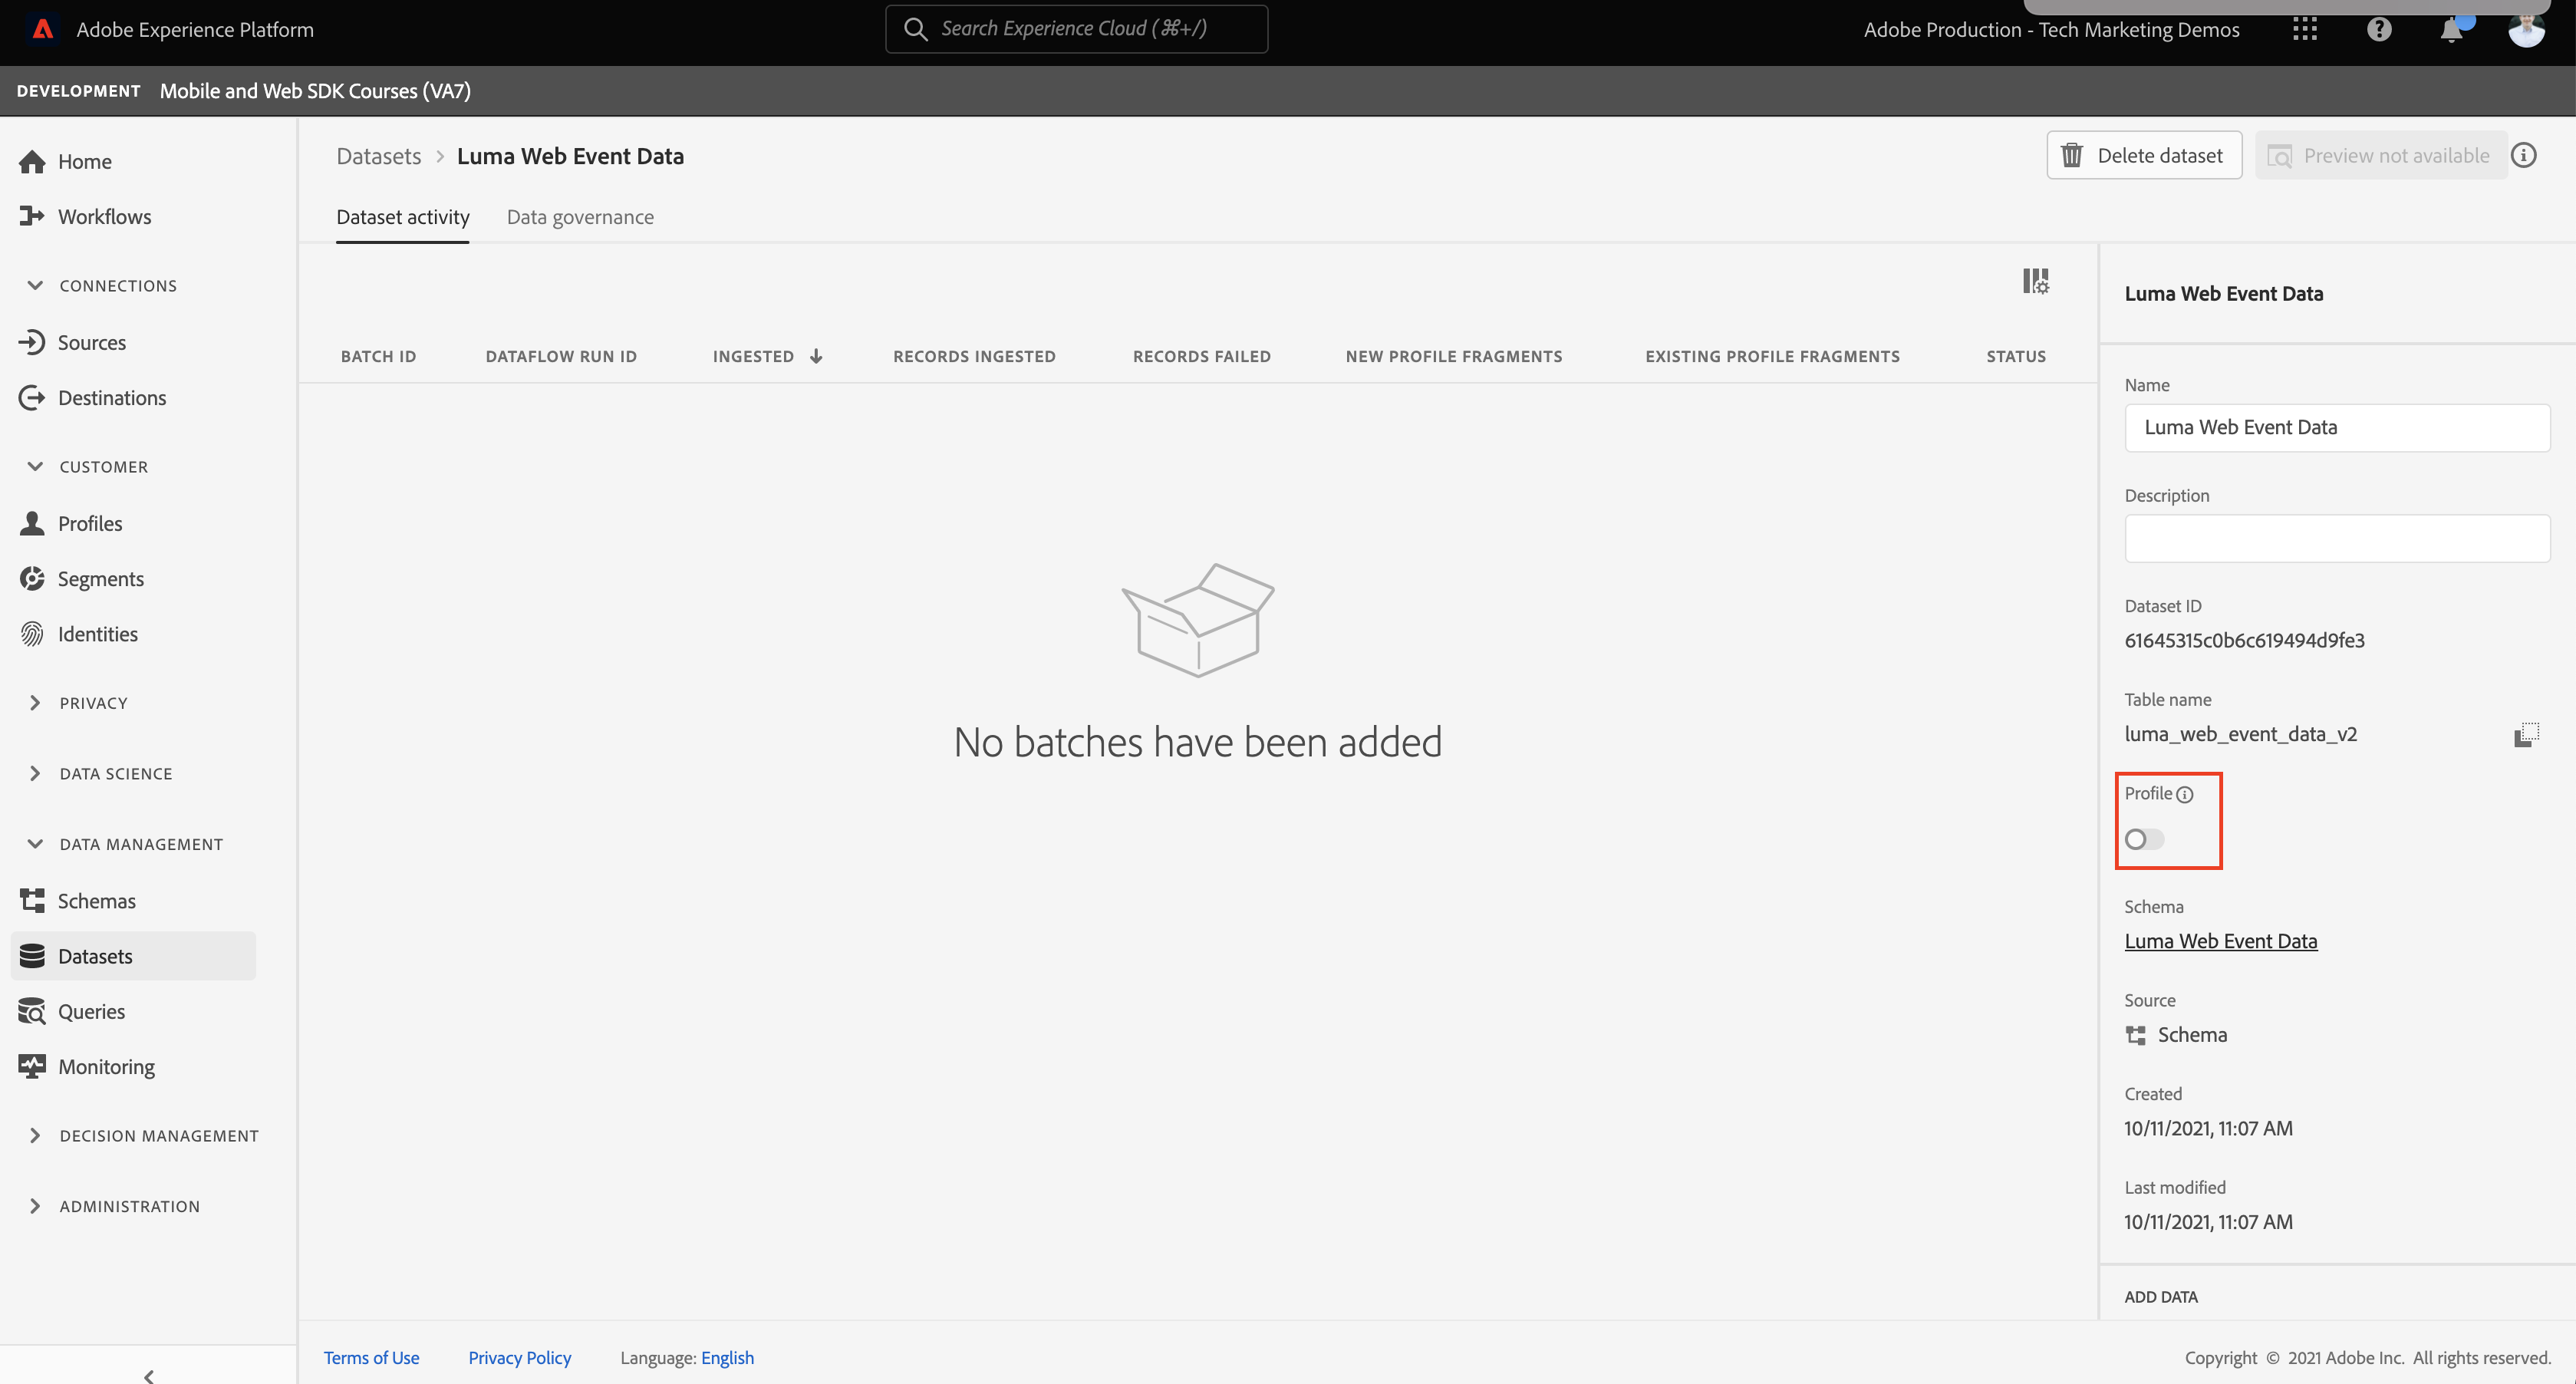 Adobe Experience Platform
Search Experience Cloud (⌘+/)
Adobe Production - Tech Marketing Demos
DEVELOPMENT Mobile and Web SDK Courses (VA7)
Home
Workflows
CONNECTIONS
Sources
Destinations
CUSTOMER
Profiles
Segments
Identities
PRIVACY
DATA SCIENCE
DATA MANAGEMENT
Schemas
Datasets
Queries
Monitoring
DECISION MANAGEMENT
ADMINISTRATION
Datasets > Luma Web Event Data
Delete dataset
Preview not available
Dataset activity Data governance
BATCH ID DATAFLOW RUN ID INGESTED ↓ RECORDS INGESTED RECORDS FAILED NEW PROFILE FRAGMENTS EXISTING PROFILE FRAGMENTS STATUS
No batches have been added
Luma Web Event Data
Name
Luma Web Event Data
Description
Dataset ID
61645315c0b6c619494d9fe3
Table name
luma_web_event_data_v2
Profile
Schema
Luma Web Event Data
Source
Schema
Created
10/11/2021, 11:07 AM
Last modified
10/11/2021, 11:07 AM
ADD DATA
Terms of Use Privacy Policy Language: English
Copyright © 2021 Adobe Inc. All rights reserved.